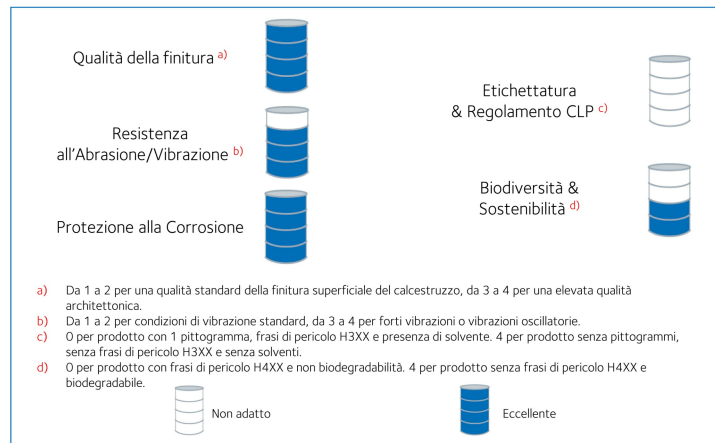 Qualità della finitura a)
Resistenza
all'Abrasione/Vibrazione b)
Protezione alla Corrosione
Etichettatura
& Regolamento CLP c)
Biodiversità &
Sostenibilità d)
a) Da 1 a 2 per una qualità standard della finitura superficiale del calcestruzzo, da 3 a 4 per una elevata qualità
architettonica.
b) Da 1 a 2 per condizioni di vibrazione standard, da 3 a 4 per forti vibrazioni o vibrazioni oscillatorie.
c) 0 per prodotto con 1 pittogramma, frasi di pericolo H3XX e presenza di solvente. 4 per prodotto senza pittogrammi,
senza frasi di pericolo H3XX e senza solventi.
d) 0 per prodotto con frasi di pericolo H4XX e non biodegradabilità. 4 per prodotto senza frasi di pericolo H4XX e
biodegradabile.
Non adatto
Eccellente